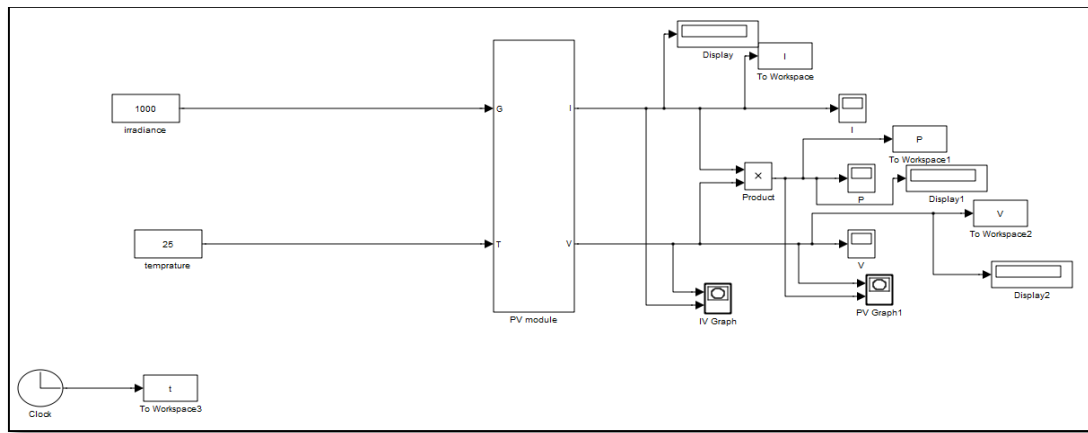 Display
I
To Workspace
1000
irradiance
G
I
I
P
To Workspace1
×
Product
P
Display1
V
To Workspace2
25
temprature
T
V
V
Display2
PV module
IV Graph
PV Graph1
Clock
t
To Workspace3